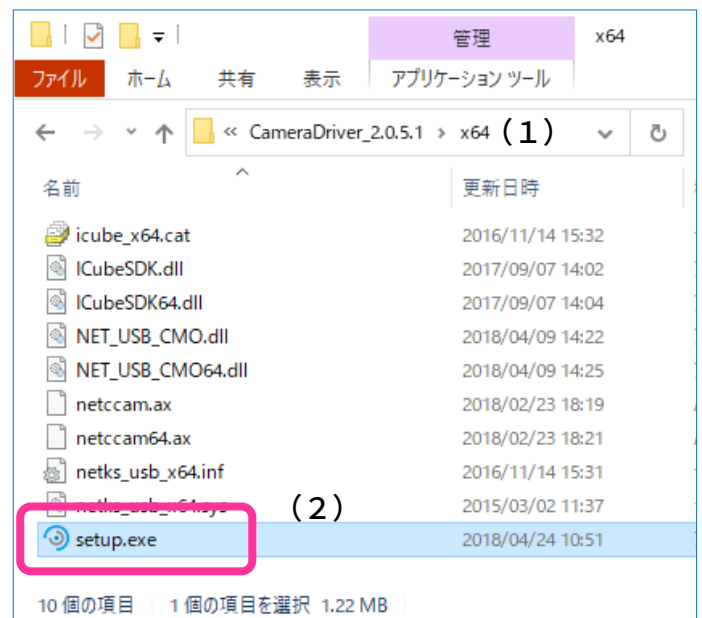 管理 x64
ファイル ホーム 共有 表示 アプリケーション ツール
« CameraDriver_2.0.5.1 › x64 (1)
名前 更新日時
icube_x64.cat 2016/11/14 15:32
ICubeSDK.dll 2017/09/07 14:02
ICubeSDK64.dll 2017/09/07 14:04
NET_USB_CMO.dll 2018/04/09 14:22
NET_USB_CMO64.dll 2018/04/09 14:25
netccam.ax 2018/02/23 18:19
netccam64.ax 2018/02/23 18:21
netks_usb_x64.inf 2016/11/14 15:31
netks_usb_x64.sys (2) 2015/03/02 11:37
setup.exe 2018/04/24 10:51
10 個の項目 1 個の項目を選択 1.22 MB